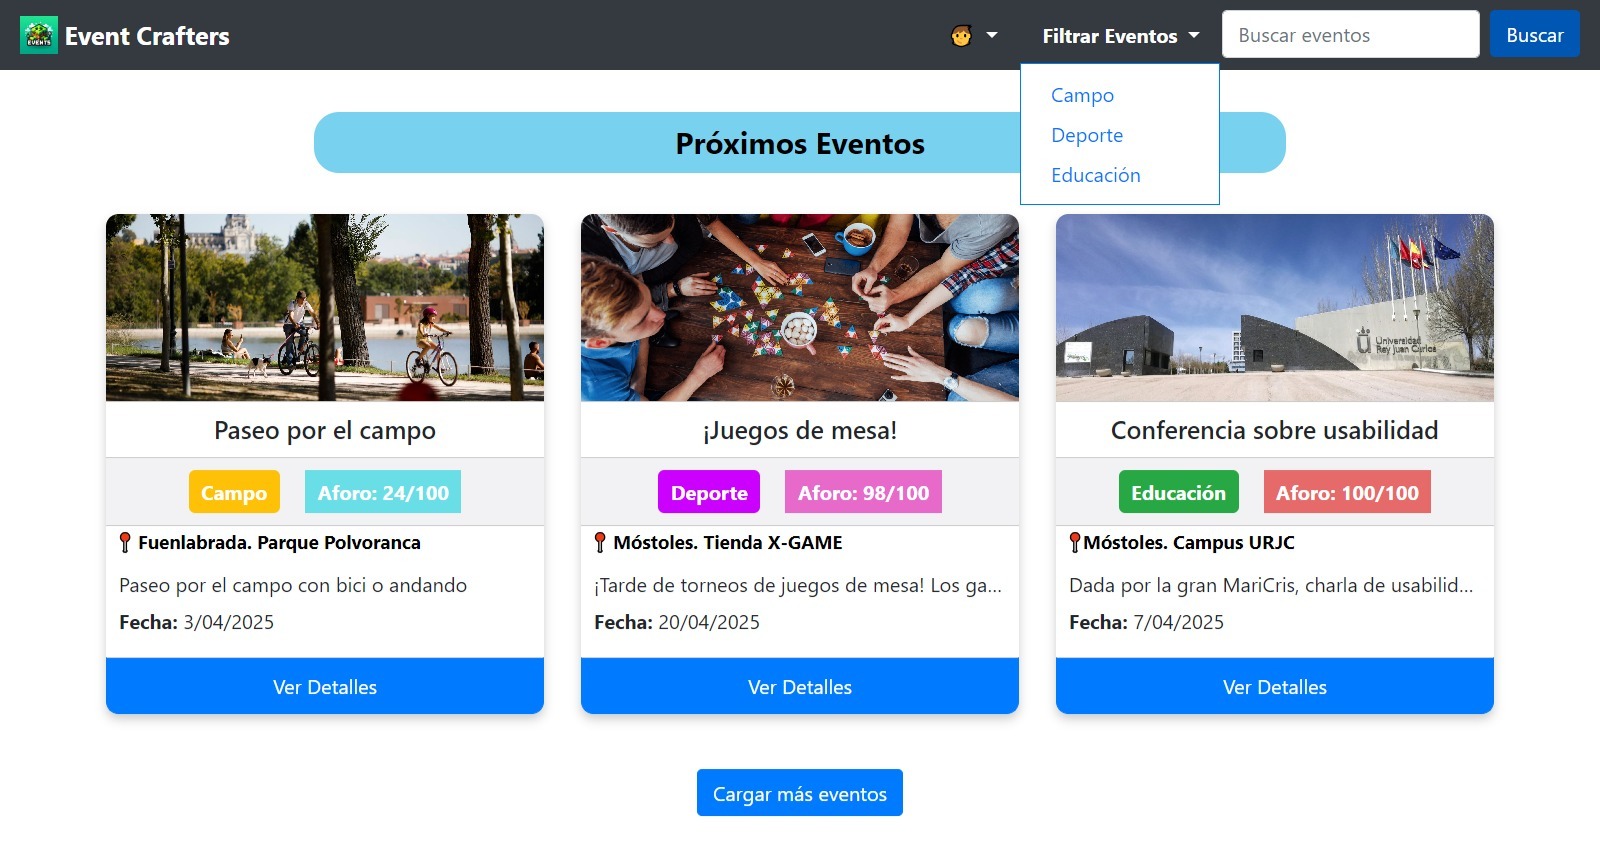 EVENTS
Event Crafters
Filtrar Eventos
Buscar eventos
Buscar
Campo
Deporte
Educación
Próximos Eventos
Universidad
Rey Juan Carlos
Paseo por el campo
¡Juegos de mesa!
Conferencia sobre usabilidad
Campo
Aforo: 24/100
Deporte
Aforo: 98/100
Educación
Aforo: 100/100
Fuenlabrada. Parque Polvoranca
Móstoles. Tienda X-GAME
Móstoles. Campus URJC
Paseo por el campo con bici o andando
¡Tarde de torneos de juegos de mesa! Los ga...
Dada por la gran MariCris, charla de usabilid...
Fecha: 3/04/2025
Fecha: 20/04/2025
Fecha: 7/04/2025
Ver Detalles
Ver Detalles
Ver Detalles
Cargar más eventos